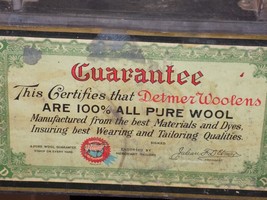 Guarantee
This Certifies that Detmer Woolens
ARE 100% ALL PURE WOOL
Manufactured from the best Materials and Dyes,
Insuring best Wearing and Tailoring Qualities.